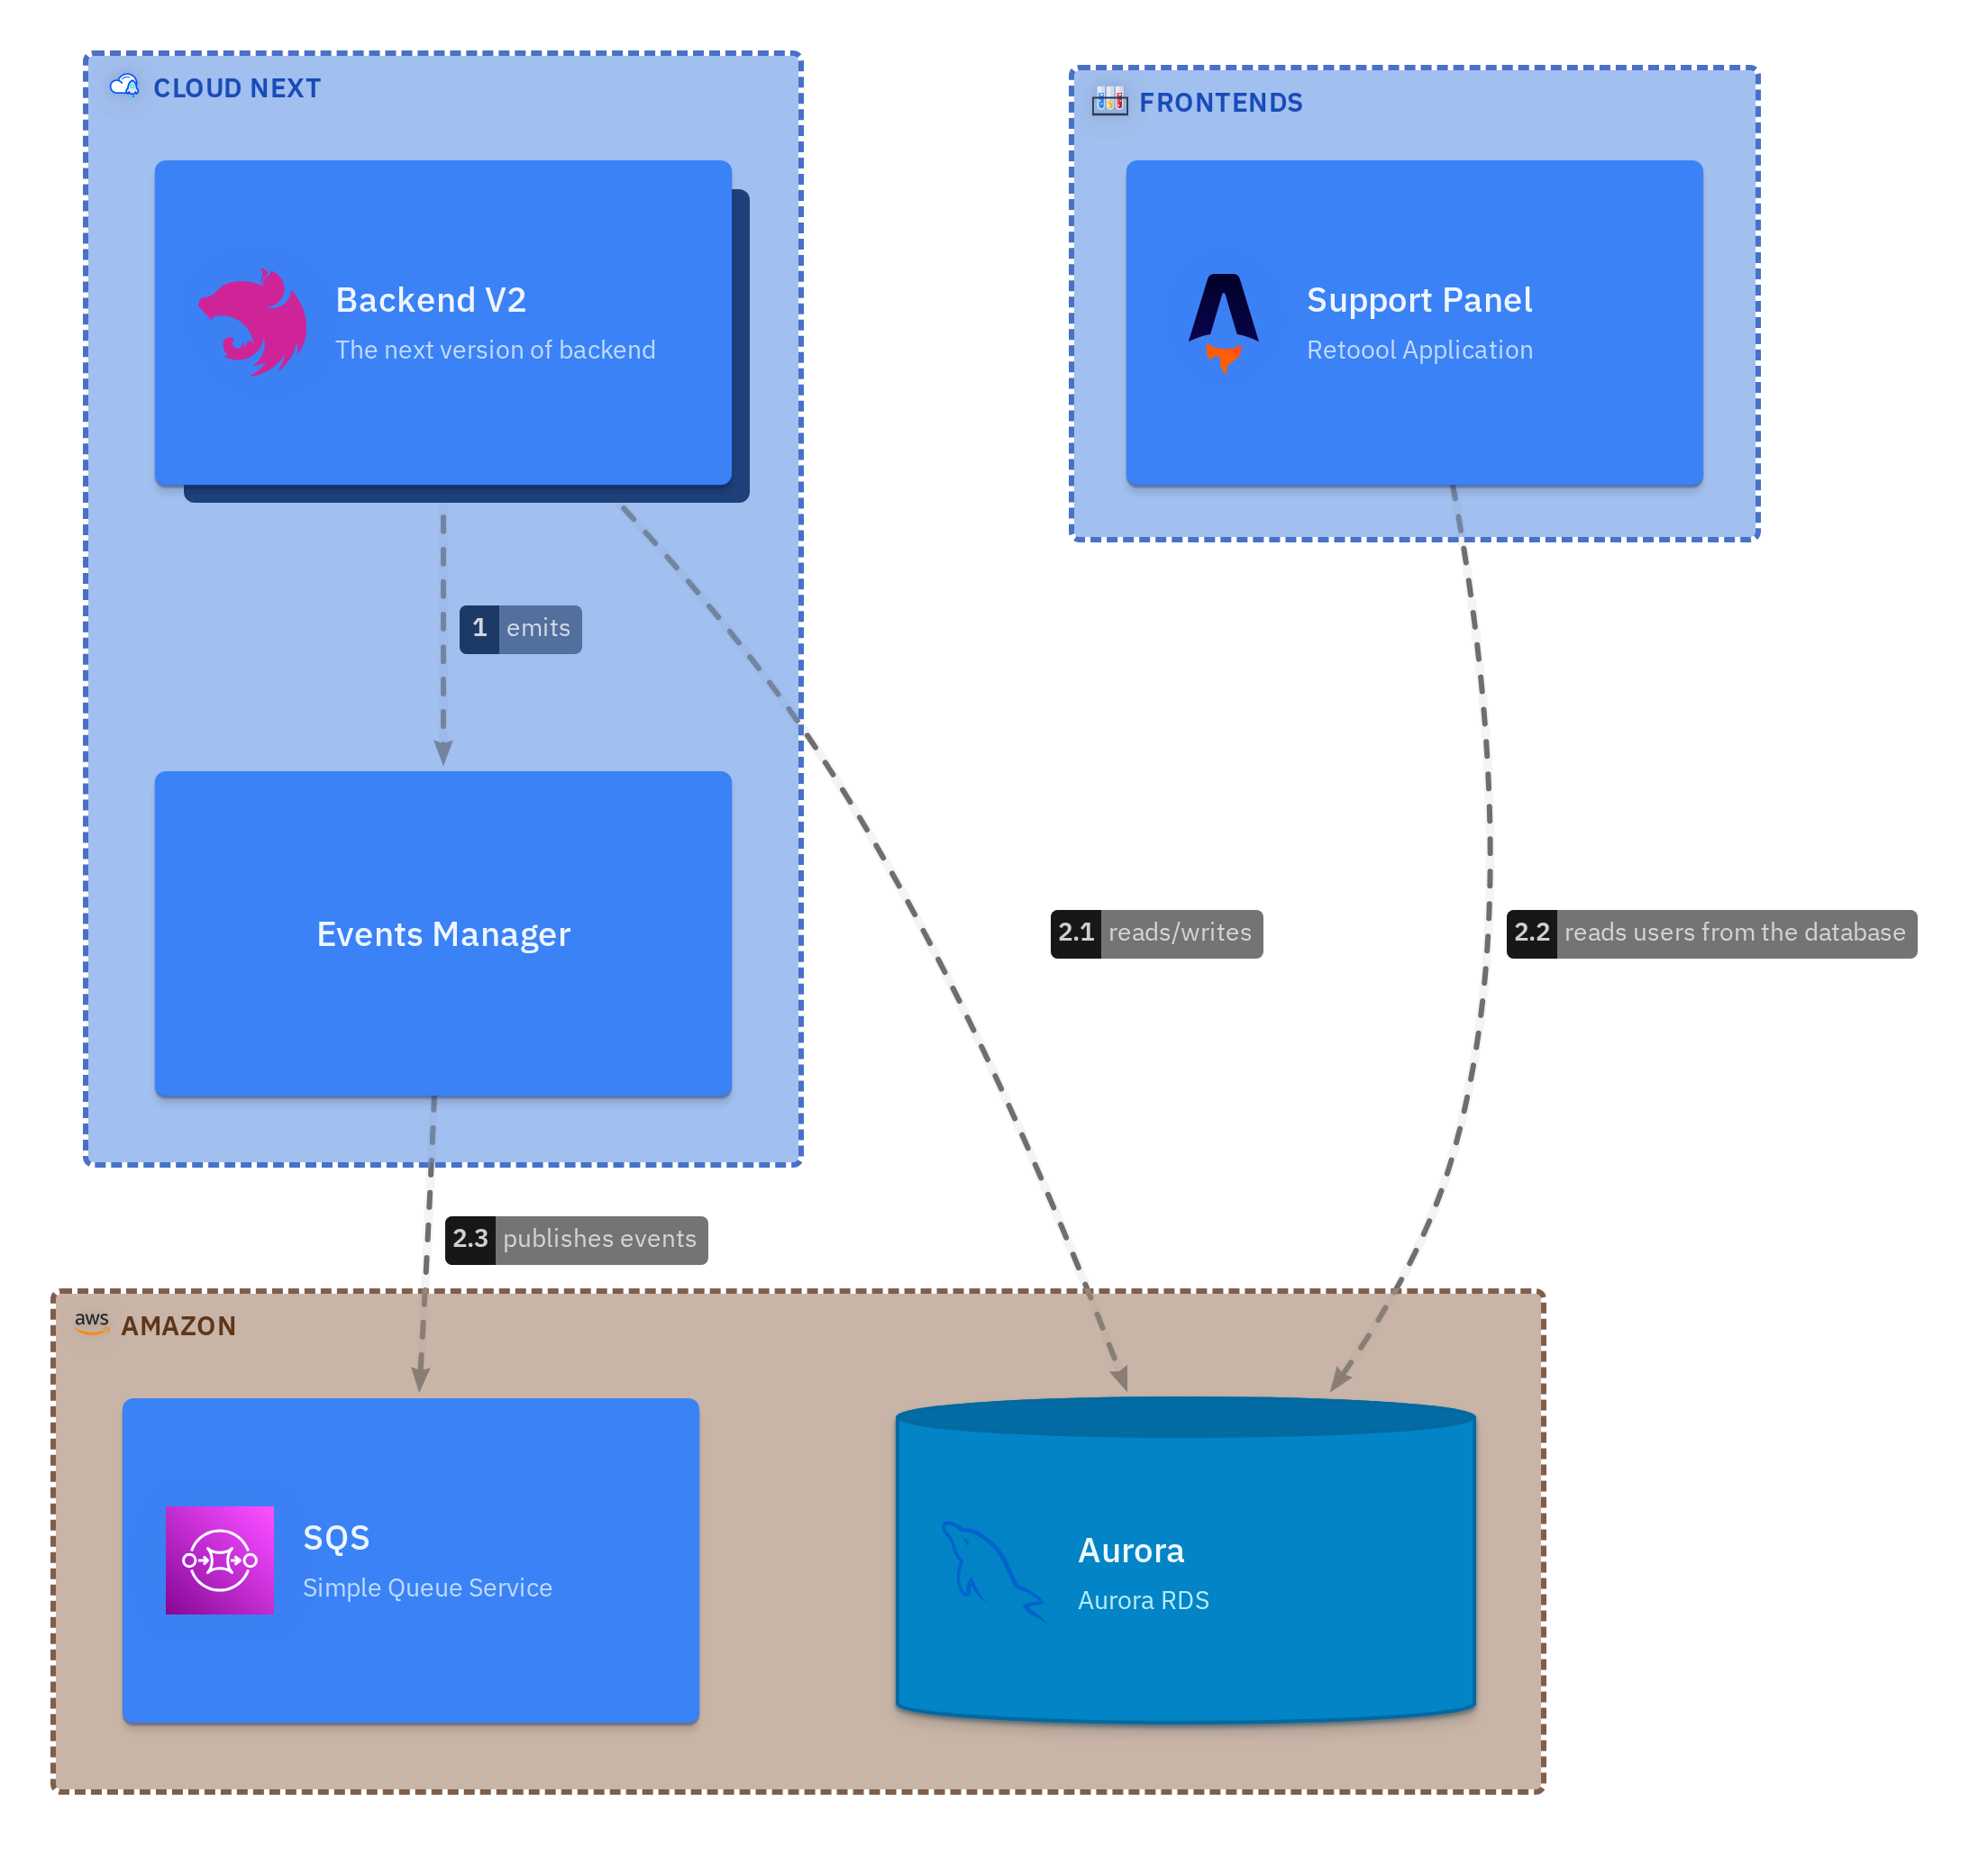 CLOUD NEXT
Backend V2
The next version of backend
FRONTENDS
Support Panel
Retoool Application
1 emits
Events Manager
2.1 reads/writes
2.2 reads users from the database
2.3 publishes events
aws AMAZON
SQS
Simple Queue Service
Aurora
Aurora RDS